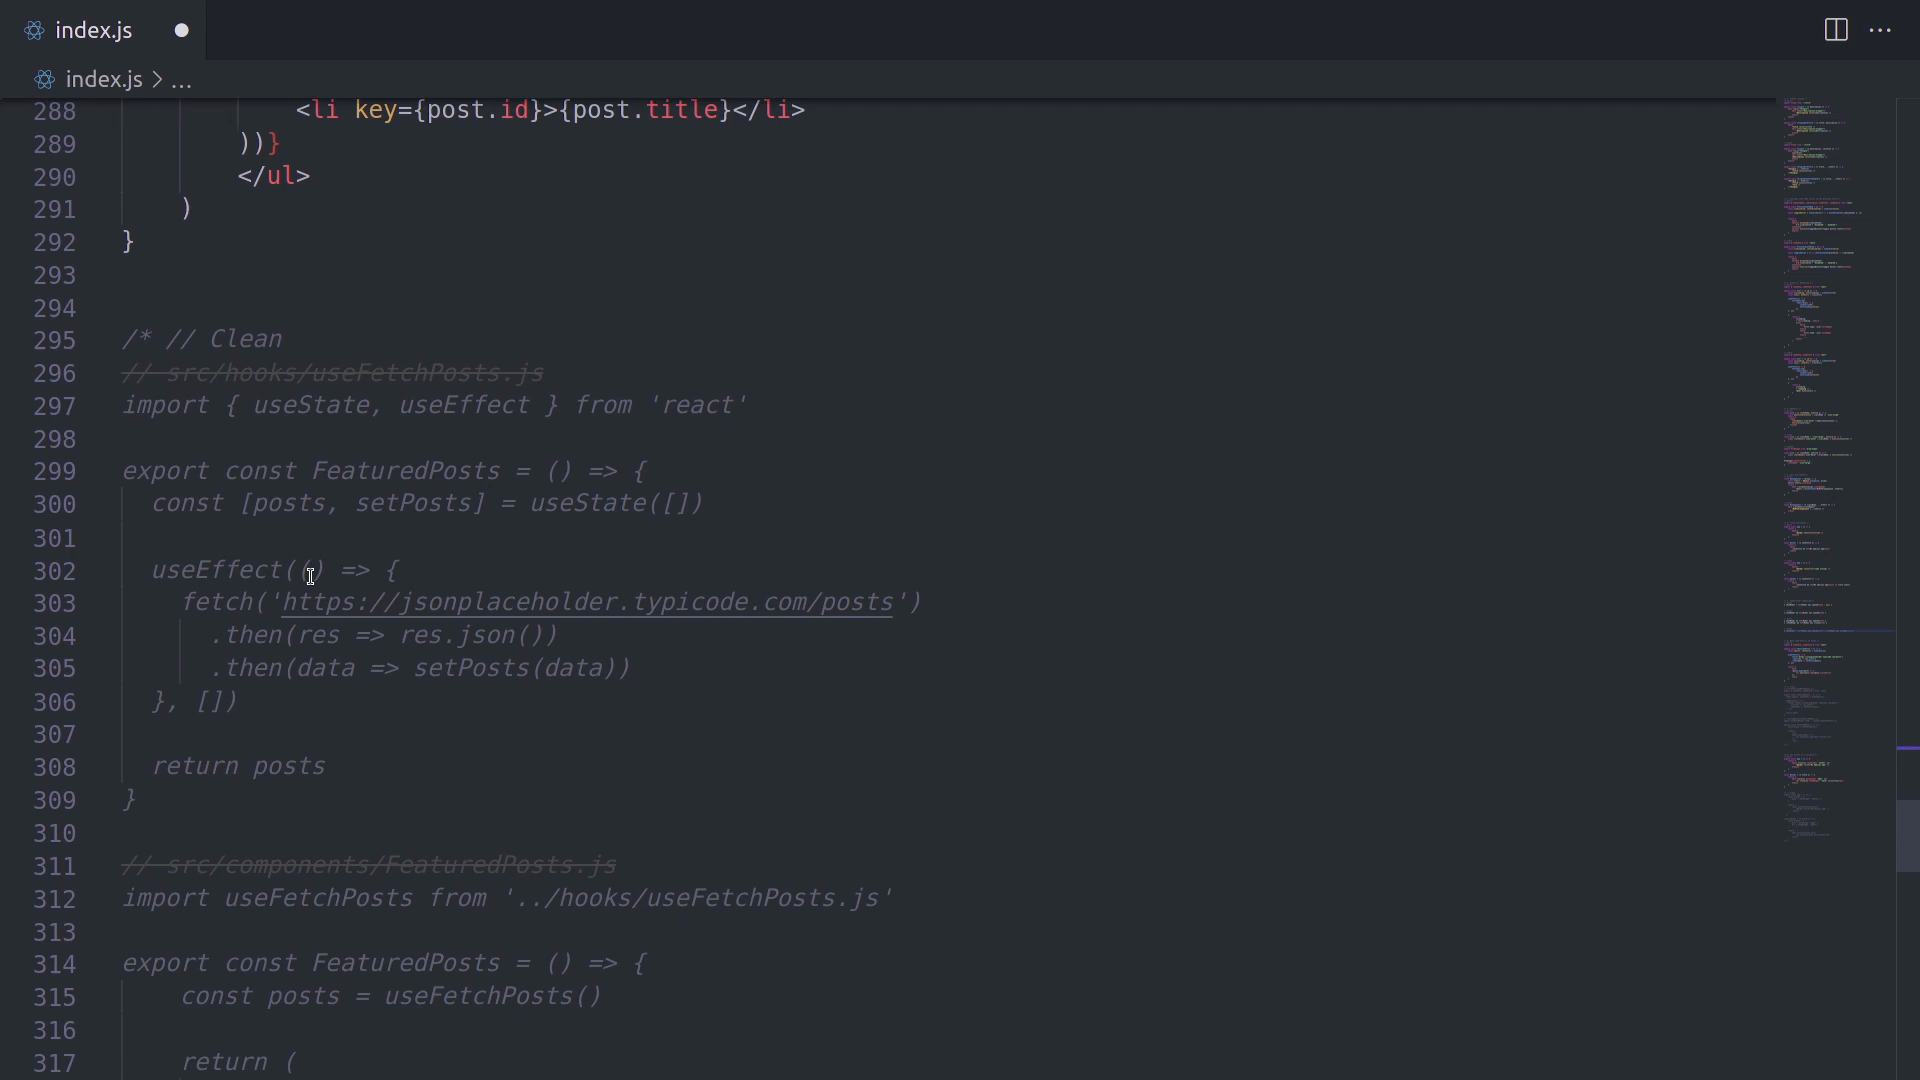 index.js
index.js > ...
288 <li key={post.id}>{post.title}</li>
289 ))}
290 </ul>
291 )
292 }
293
294
295 /* // Clean
296 // src/hooks/useFetchPosts.js
297 import { useState, useEffect } from 'react'
298
299 export const FeaturedPosts = () => {
300 const [posts, setPosts] = useState([])
301
302 useEffect(() => {
303 fetch('https://jsonplaceholder.typicode.com/posts')
304 .then(res => res.json())
305 .then(data => setPosts(data))
306 }, [])
307
308 return posts
309 }
310
311 // src/components/FeaturedPosts.js
312 import useFetchPosts from '../hooks/useFetchPosts.js'
313
314 export const FeaturedPosts = () => {
315 const posts = useFetchPosts()
316
317 return (